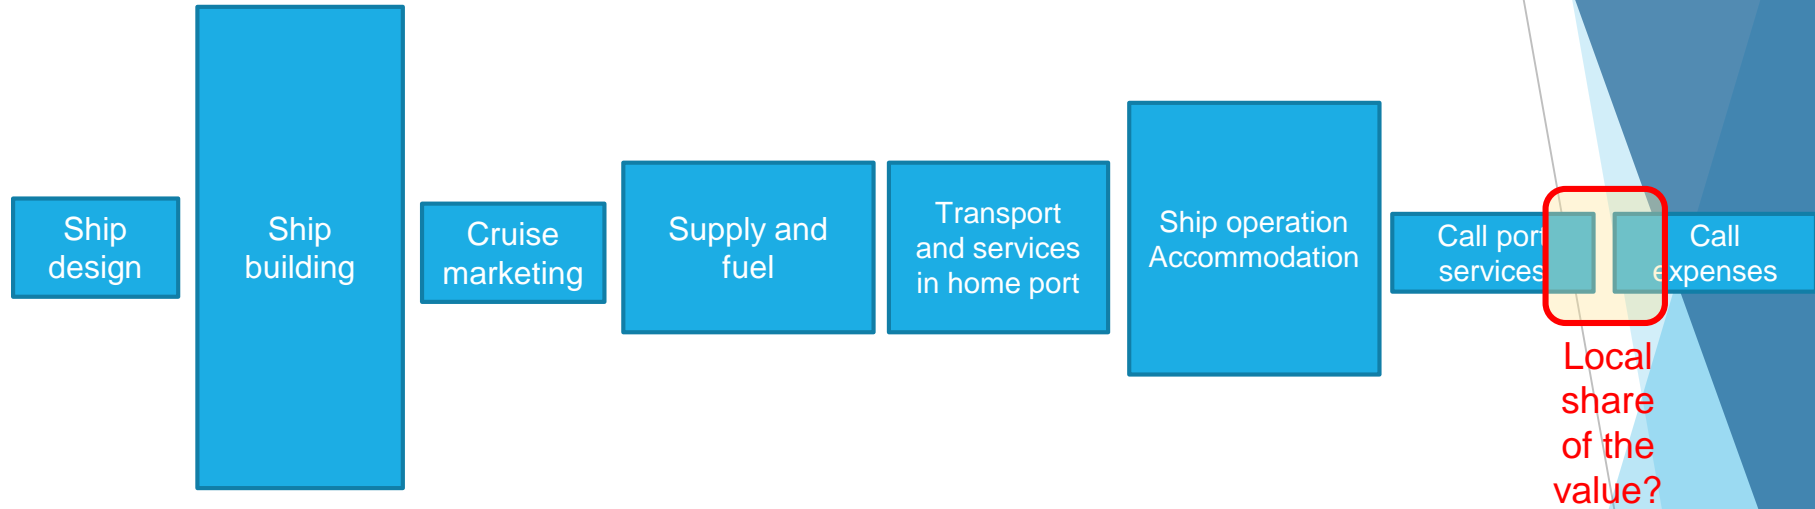 Ship
design
Ship
building
Cruise
marketing
Supply and
fuel
Transport
and services
in home port
Ship operation
Accommodation
Call port
services
Call
expenses
Local
share
of the
value?